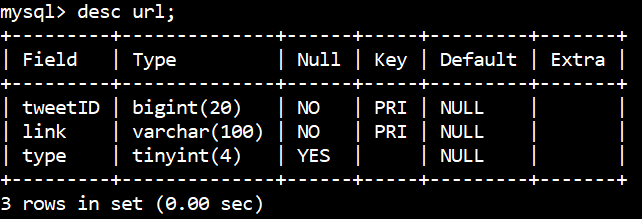 mysql> desc url;
+---------+--------------+------+-----+---------+-------+
| Field   | Type         | Null | Key | Default | Extra |
+---------+--------------+------+-----+---------+-------+
| tweetID | bigint(20)   | NO   | PRI | NULL    |       |
| link    | varchar(100) | NO   | PRI | NULL    |       |
| type    | tinyint(4)   | YES  |     | NULL    |       |
+---------+--------------+------+-----+---------+-------+
3 rows in set (0.00 sec)